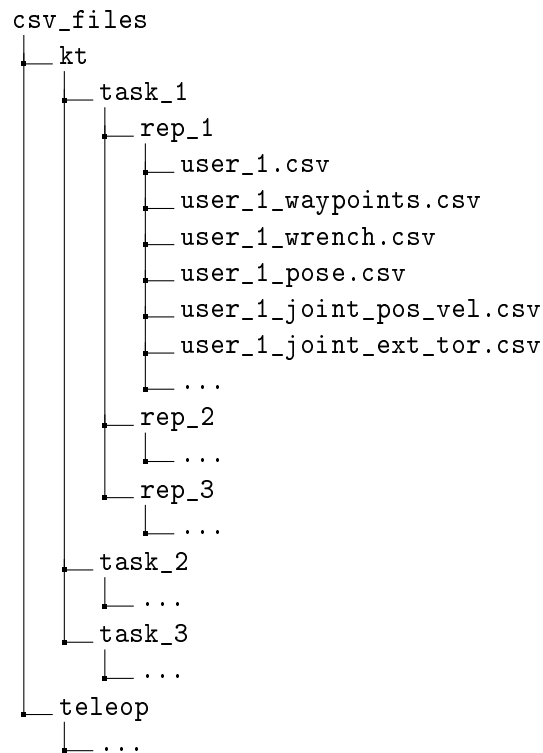 csv_files
kt
task_1
rep_1
user_1.csv
user_1_waypoints.csv
user_1_wrench.csv
user_1_pose.csv
user_1_joint_pos_vel.csv
user_1_joint_ext_tor.csv
...
rep_2
...
rep_3
...
task_2
...
task_3
...
teleop
...